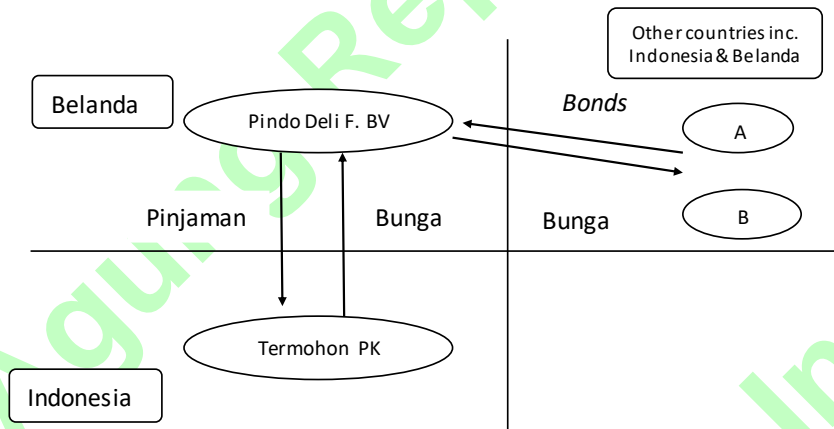 Other countries inc.
Indonesia & Belanda
Belanda
Pindo Deli F. BV
Bonds
A
Pinjaman
Bunga
Bunga
B
Termohon PK
Indonesia